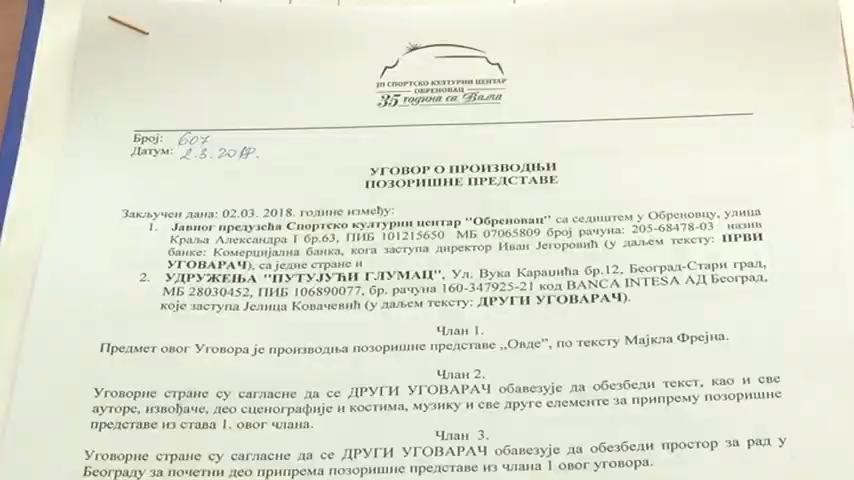 ЈП СПОРТСКО КУЛТУРНИ ЦЕНТАР
ОБРЕНОВАЦ
35 година са Вама
Број: 607
Датум: 2.3.2018.
УГОВОР О ПРОИЗВОДЊИ
ПОЗОРИШНЕ ПРЕДСТАВЕ
Закључен дана: 02.03. 2018. године између:
1. Јавног предузећа Спортско културни центар "Обреновац" са седиштем у Обреновцу, улица
Краља Александра I бр.63, ПИБ 101215650 МБ 07065809 број рачуна: 205-68478-03 назив
банке: Комерцијална банка, кога заступа директор Иван Јегоровић (у даљем тексту: ПРВИ
УГОВАРАЧ), са једне стране и
2. УДРУЖЕЊА "ПУТУЈУЋИ ГЛУМАЦ", Ул. Вука Караџића бр.12, Београд-Стари град,
МБ 28030452, ПИБ 106890077, бр. рачуна 160-347925-21 код BANCA INTESA АД Београд,
које заступа Јелица Ковачевић (у даљем тексту: ДРУГИ УГОВАРАЧ).
Члан 1.
Предмет овог Уговора је производња позоришне представе ,,Овде", по тексту Мајкла Фрејна.
Члан 2.
Уговорне стране су сагласне да се ДРУГИ УГОВАРАЧ обавезује да обезбеди текст, као и све
ауторе, извођаче, део сценографије и костима, музику и све друге елементе за припрему позоришне
представе из става 1. овог члана.
Члан 3.
Уговорне стране су сагласне да се ДРУГИ УГОВАРАЧ обавезује да обезбеди простор за рад у
Београду за почетни део припрема позоришне представе из члана 1 овог уговора.